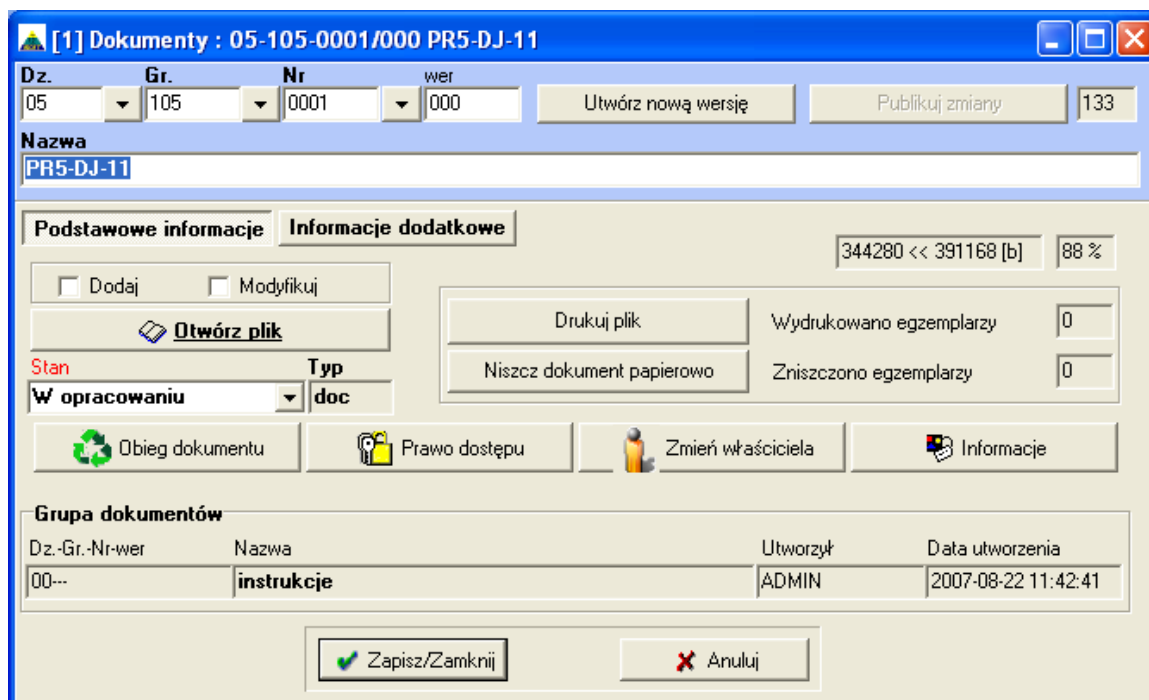 [1] Dokumenty : 05-105-0001/000 PR5-DJ-11
Dz. Gr. Nr wer
05 105 0001 000 Utwórz nową wersję Publikuj zmiany 133
Nazwa
PR5-DJ-11
Podstawowe informacje Informacje dodatkowe
344280 << 391168 [b] 88 %
Dodaj Modyfikuj
Otwórz plik Drukuj plik Wydrukowano egzemplarzy 0
Stan Typ
W opracowaniu doc Niszcz dokument papierowo Zniszczono egzemplarzy 0
Obieg dokumentu Prawo dostępu Zmień właściciela Informacje
Grupa dokumentów
Dz.-Gr.-Nr-wer Nazwa Utworzył Data utworzenia
00--- instrukcje ADMIN 2007-08-22 11:42:41
Zapisz/Zamknij Anuluj